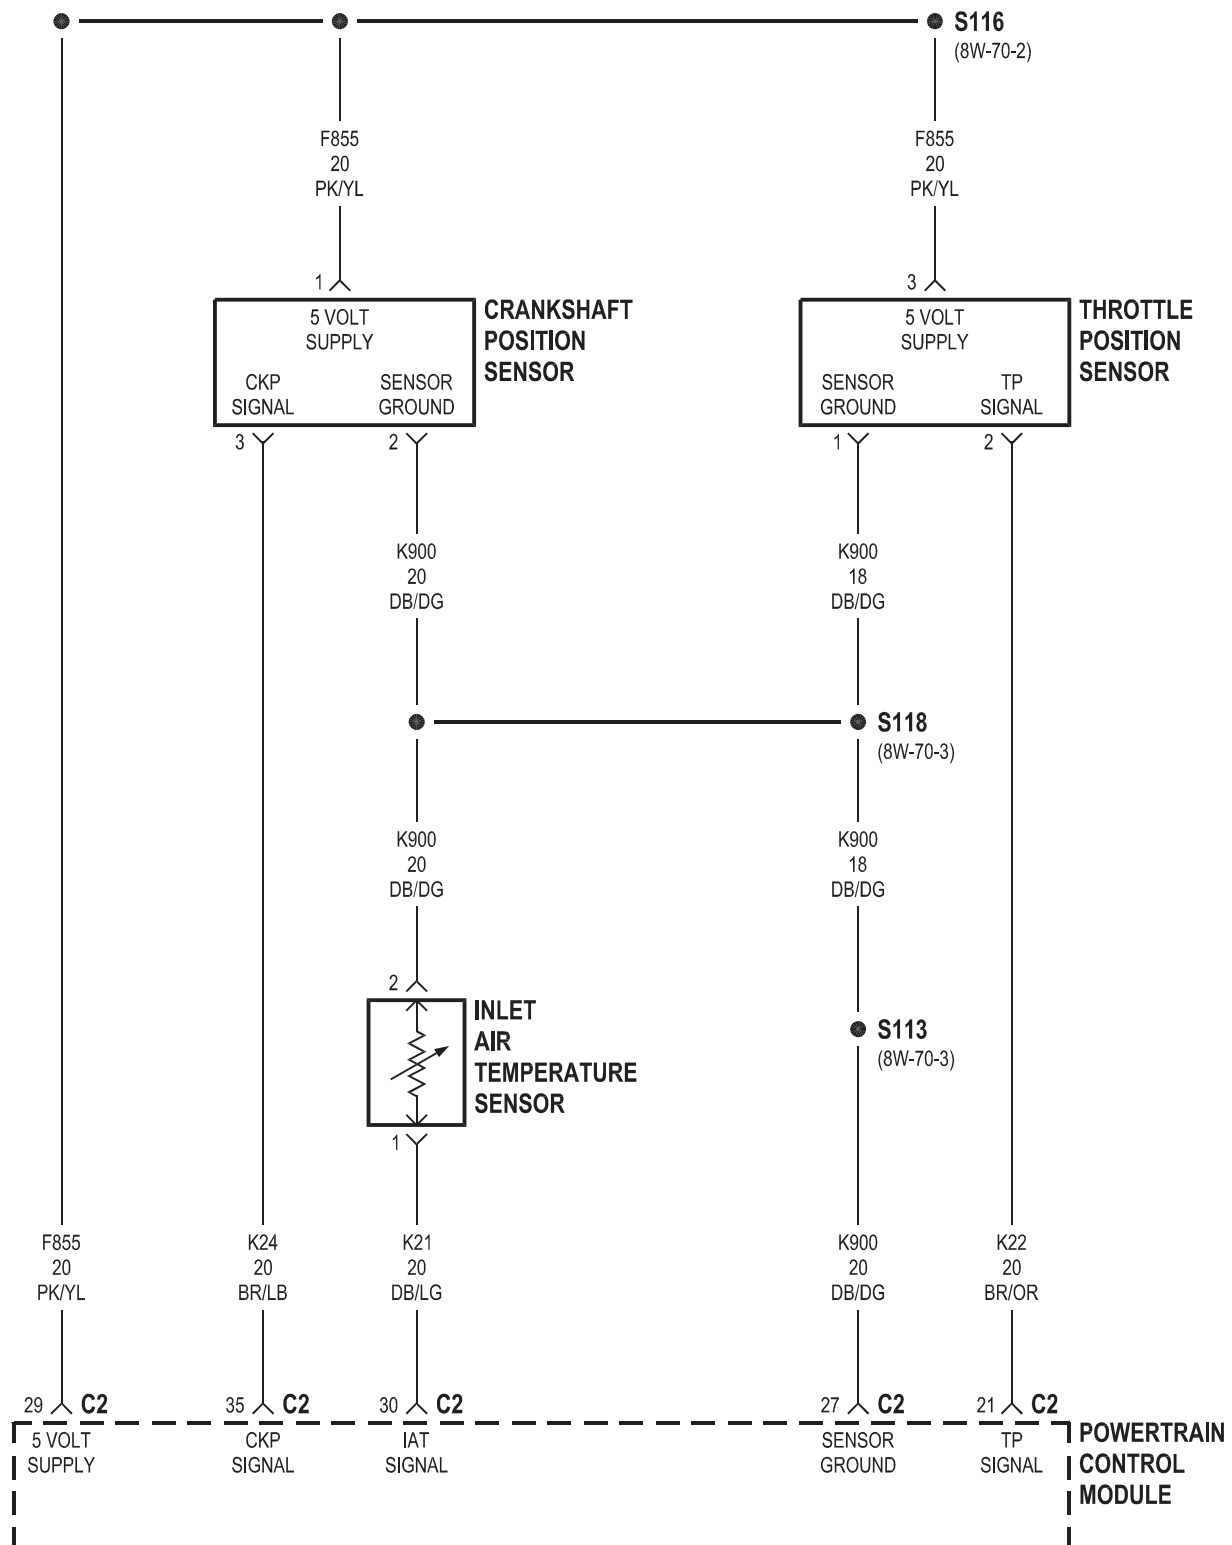 S116
(8W-70-2)
F855
20
PK/YL
F855
20
PK/YL
1
3
5 VOLT
SUPPLY
CKP
SIGNAL
SENSOR
GROUND
CRANKSHAFT
POSITION
SENSOR
5 VOLT
SUPPLY
SENSOR
GROUND
TP
SIGNAL
THROTTLE
POSITION
SENSOR
3
2
1
2
K900
20
DB/DG
K900
18
DB/DG
S118
(8W-70-3)
K900
20
DB/DG
K900
18
DB/DG
2
INLET
AIR
TEMPERATURE
SENSOR
1
S113
(8W-70-3)
F855
20
PK/YL
K24
20
BR/LB
K21
20
DB/LG
K900
20
DB/DG
K22
20
BR/OR
29 C2
35 C2
30 C2
27 C2
21 C2
5 VOLT
SUPPLY
CKP
SIGNAL
IAT
SIGNAL
SENSOR
GROUND
TP
SIGNAL
POWERTRAIN
CONTROL
MODULE